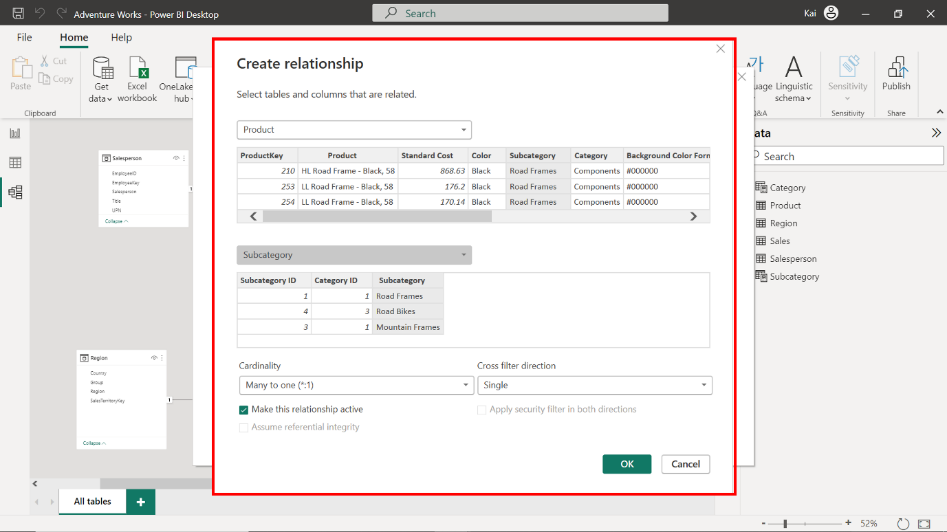 Adventure Works - Power BI Desktop
Search
Kai
File Home Help
Paste
Cut
Copy
Clipboard
Get data
Excel workbook
OneLake hub
가
uage
Q&A
Linguistic schema
Sensitivity
Sensitivity
Publish
Share
Salesperson
EmployeeID
EmployeeKey
Salesperson
Title
UPN
Collapse
1
Region
Country
Group
Region
SalesTerritoryKey
1
Collapse
Create relationship
Select tables and columns that are related.
Product
ProductKey Product Standard Cost Color Subcategory Category Background Color Form
210 HL Road Frame - Black, 58 868.63 Black Road Frames Components #000000
253 LL Road Frame - Black, 58 176.2 Black Road Frames Components #000000
254 LL Road Frame - Black, 58 170.14 Black Road Frames Components #000000
Subcategory
Subcategory ID Category ID Subcategory
1 1 Road Frames
4 3 Road Bikes
3 1 Mountain Frames
Cardinality
Many to one (*:1)
Cross filter direction
Single
Make this relationship active
Apply security filter in both directions
Assume referential integrity
OK
Cancel
ata
Search
Category
Product
Region
Sales
Salesperson
Subcategory
All tables
52%